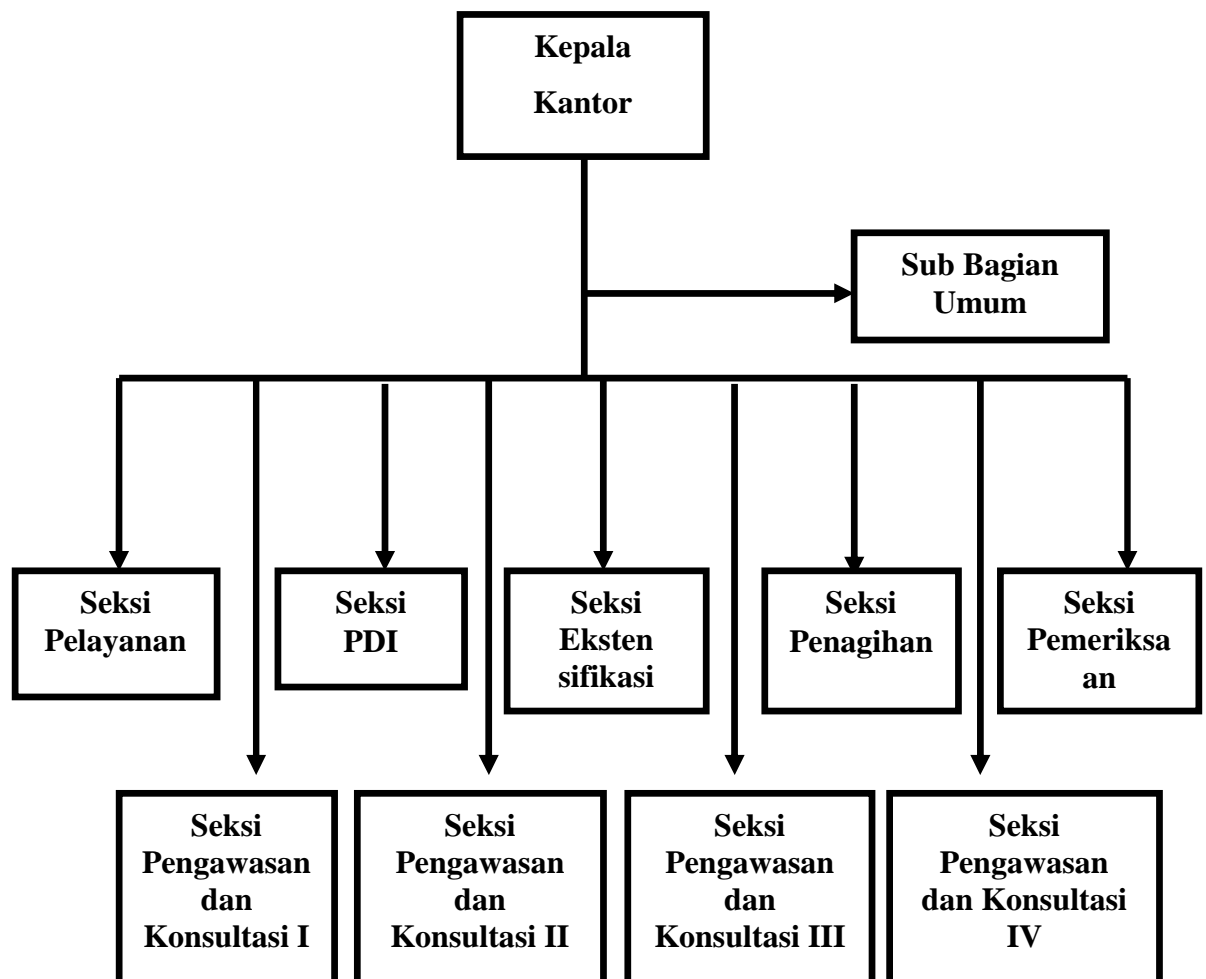 Kepala
Kantor
Sub Bagian
Umum
Seksi
Pelayanan
Seksi
PDI
Seksi
Eksten
sifikasi
Seksi
Penagihan
Seksi
Pemeriksa
an
Seksi
Pengawasan
dan
Konsultasi I
Seksi
Pengawasan
dan
Konsultasi II
Seksi
Pengawasan
dan
Konsultasi III
Seksi
Pengawasan
dan Konsultasi
IV